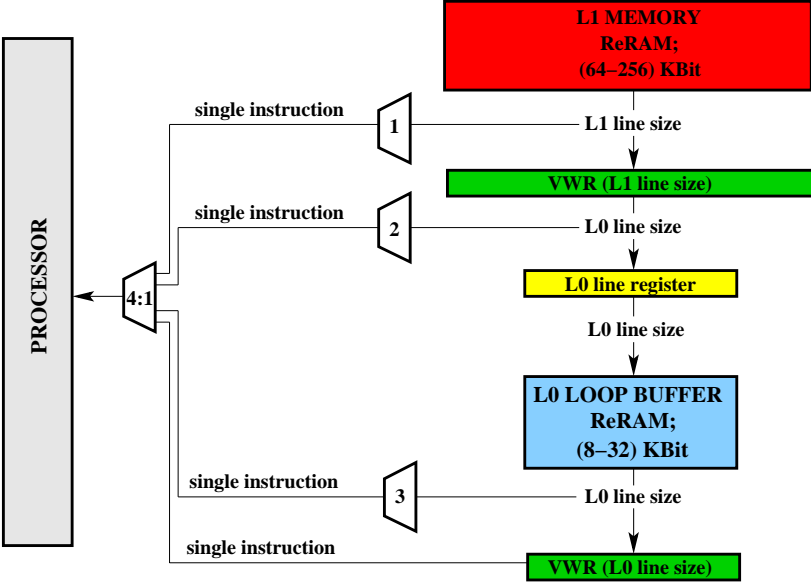 L1 MEMORY
ReRAM;
(64−256) KBit
single instruction
1
L1 line size
VWR (L1 line size)
single instruction
2
L0 line size
PROCESSOR
4:1
L0 line register
L0 line size
L0 LOOP BUFFER
ReRAM;
(8−32) KBit
single instruction
3
L0 line size
single instruction
VWR (L0 line size)